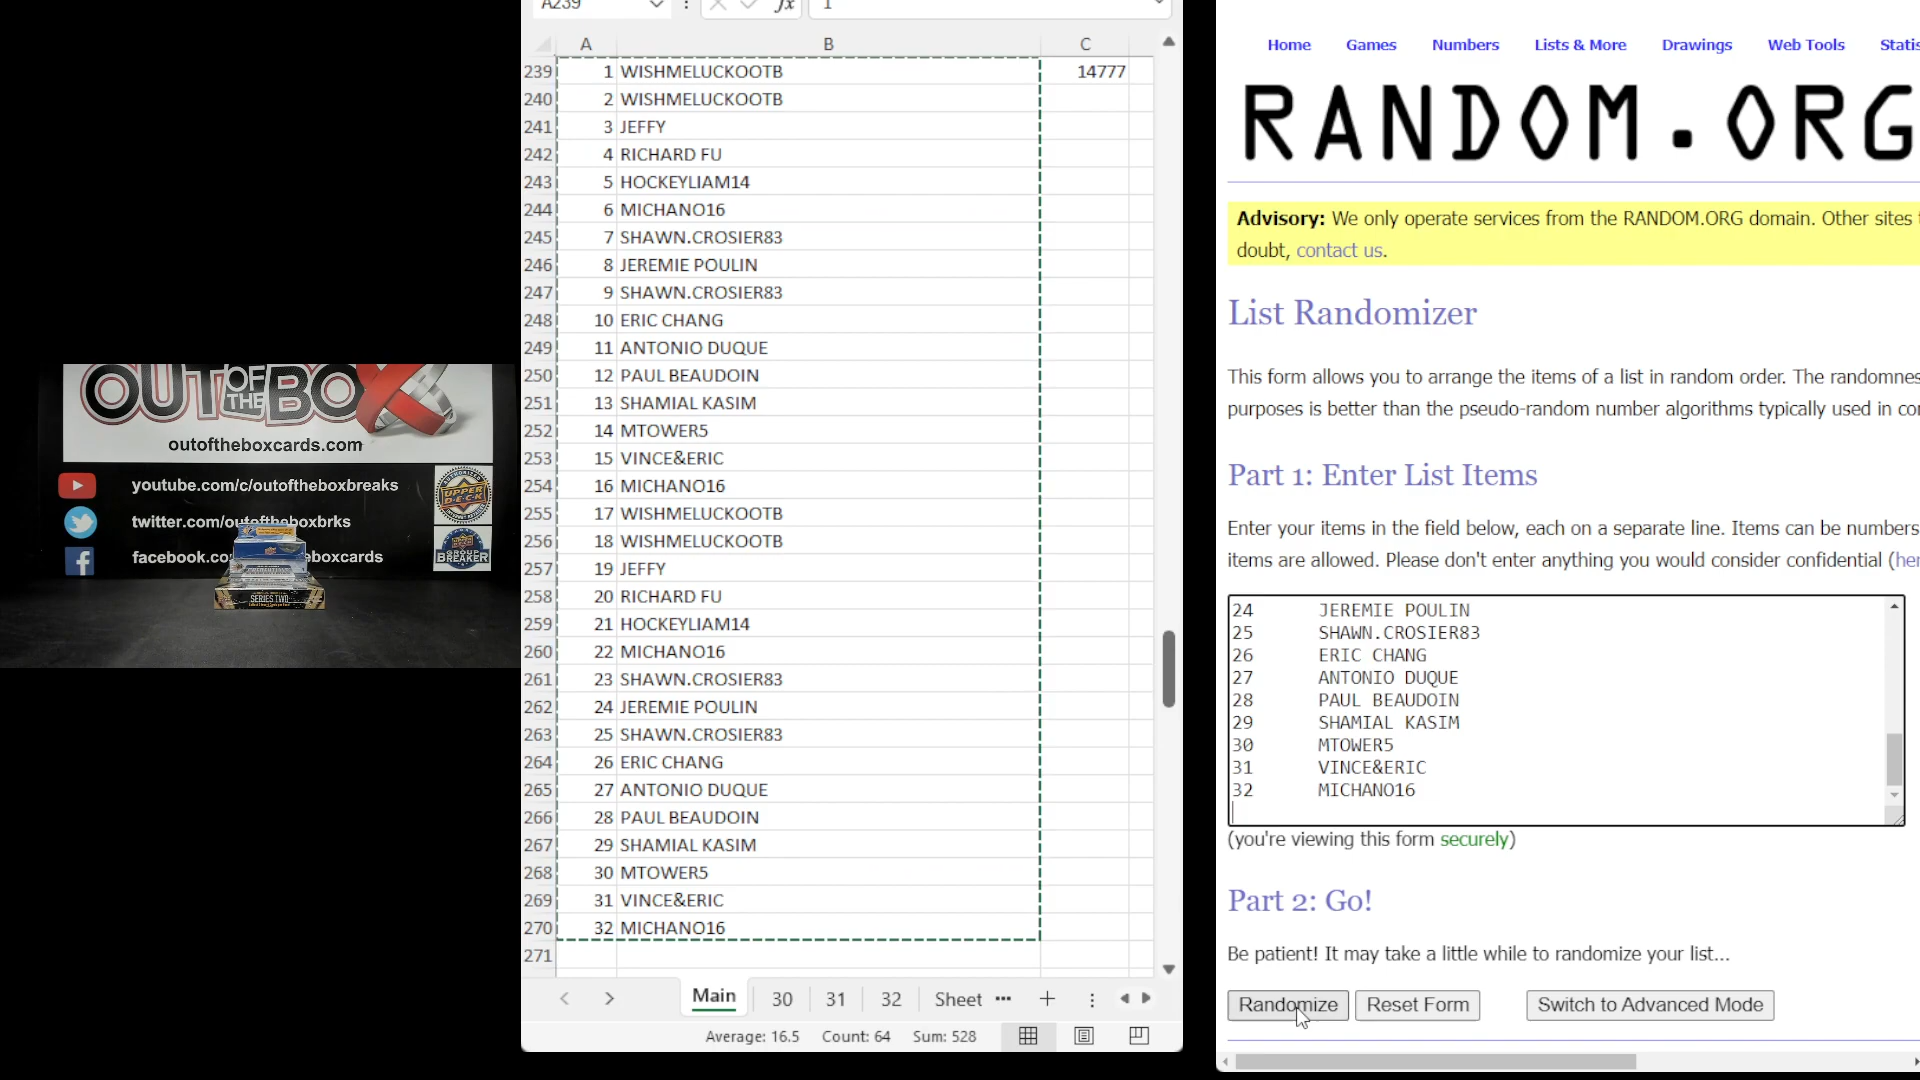 OUT OF THE BOX
outoftheboxcards.com
youtube.com/c/outoftheboxbreaks
twitter.com/outoftheboxbrks
facebook.co eboxcards
UPPER DECK
GROUP BREAKER
SERIES TWO
A239 fx 1
A B C
239 1 WISHMELUCKOOTB 14777
240 2 WISHMELUCKOOTB
241 3 JEFFY
242 4 RICHARD FU
243 5 HOCKEYLIAM14
244 6 MICHANO16
245 7 SHAWN.CROSIER83
246 8 JEREMIE POULIN
247 9 SHAWN.CROSIER83
248 10 ERIC CHANG
249 11 ANTONIO DUQUE
250 12 PAUL BEAUDOIN
251 13 SHAMIAL KASIM
252 14 MTOWER5
253 15 VINCE&ERIC
254 16 MICHANO16
255 17 WISHMELUCKOOTB
256 18 WISHMELUCKOOTB
257 19 JEFFY
258 20 RICHARD FU
259 21 HOCKEYLIAM14
260 22 MICHANO16
261 23 SHAWN.CROSIER83
262 24 JEREMIE POULIN
263 25 SHAWN.CROSIER83
264 26 ERIC CHANG
265 27 ANTONIO DUQUE
266 28 PAUL BEAUDOIN
267 29 SHAMIAL KASIM
268 30 MTOWER5
269 31 VINCE&ERIC
270 32 MICHANO16
271
Main 30 31 32 Sheet ...
Average: 16.5 Count: 64 Sum: 528
Home Games Numbers Lists & More Drawings Web Tools Statis
RANDOM.ORG
Advisory: We only operate services from the RANDOM.ORG domain. Other sites t
doubt, contact us.
List Randomizer
This form allows you to arrange the items of a list in random order. The randomnes
purposes is better than the pseudo-random number algorithms typically used in co
Part 1: Enter List Items
Enter your items in the field below, each on a separate line. Items can be numbers
items are allowed. Please don't enter anything you would consider confidential (her
24 JEREMIE POULIN
25 SHAWN.CROSIER83
26 ERIC CHANG
27 ANTONIO DUQUE
28 PAUL BEAUDOIN
29 SHAMIAL KASIM
30 MTOWER5
31 VINCE&ERIC
32 MICHANO16
(you're viewing this form securely)
Part 2: Go!
Be patient! It may take a little while to randomize your list...
Randomize Reset Form Switch to Advanced Mode